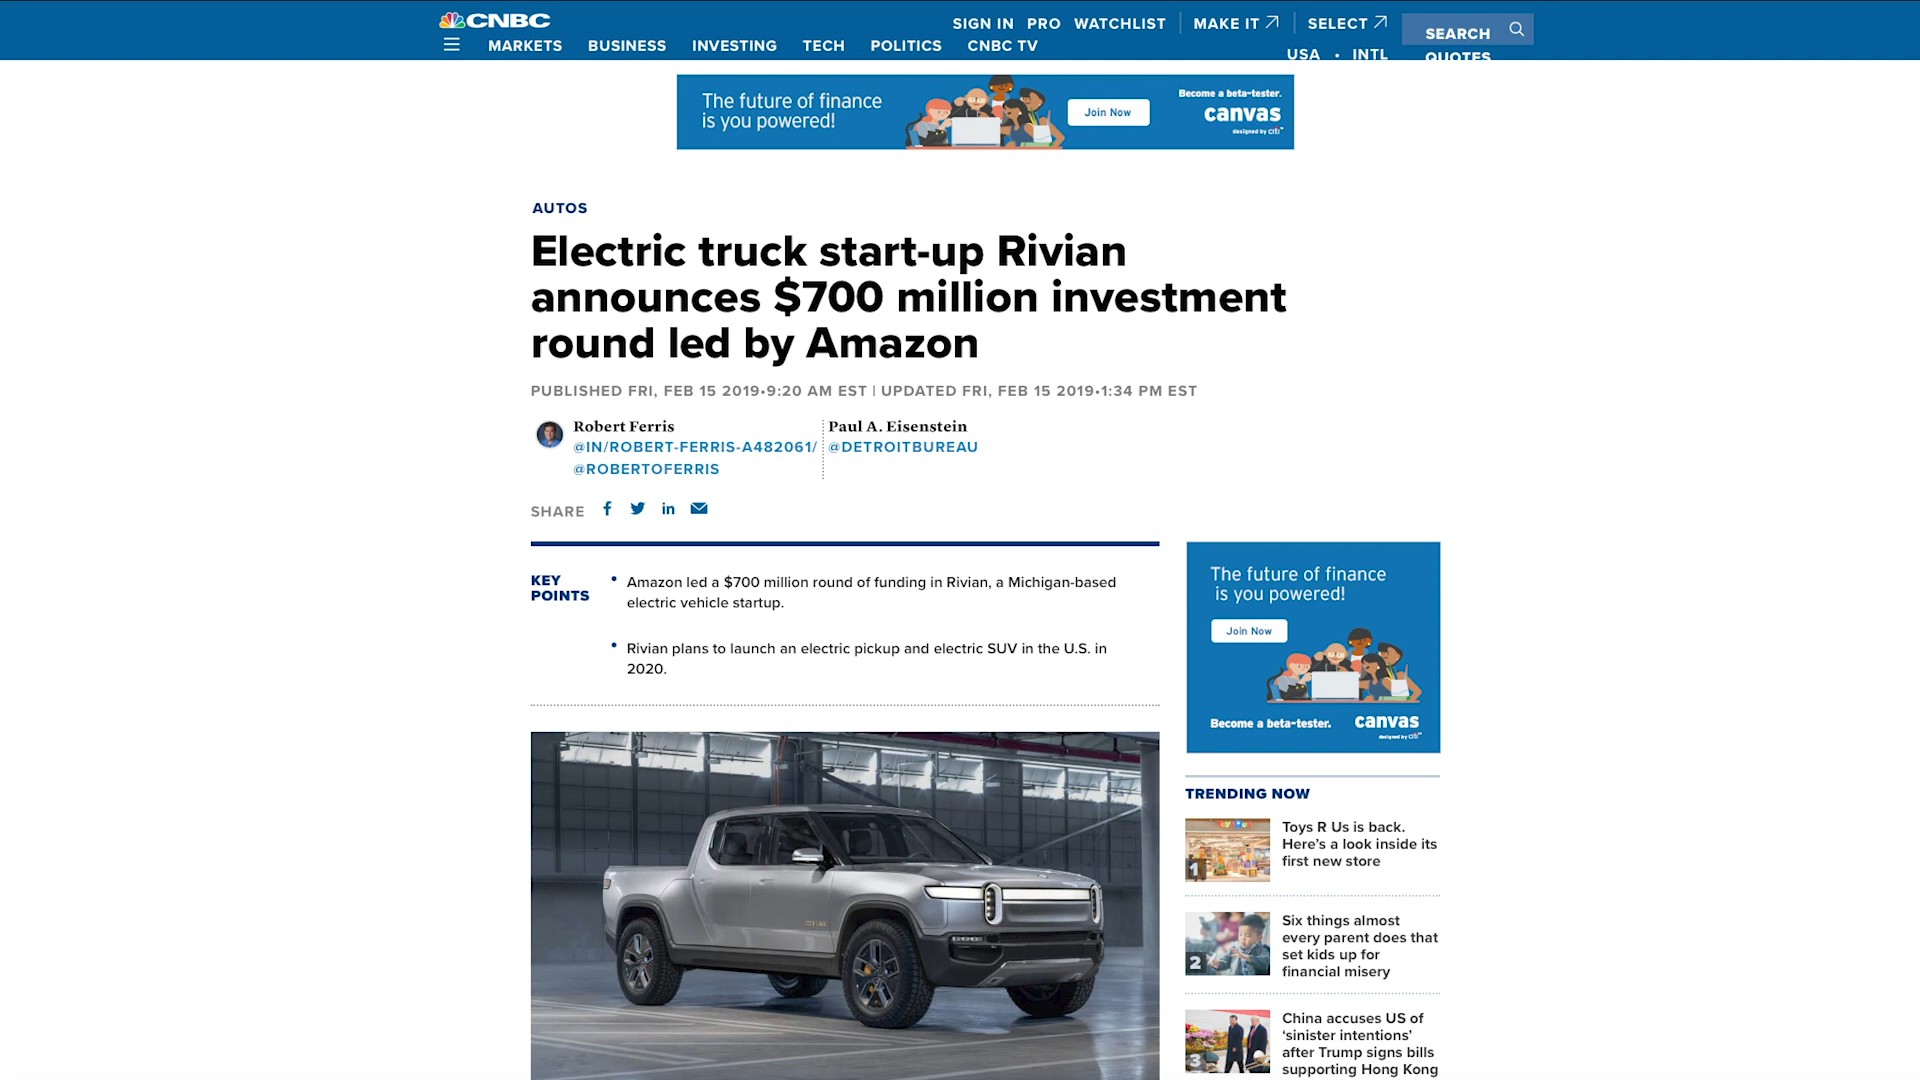 CNBC
SIGN IN PRO WATCHLIST MAKE IT SELECT
SEARCH QUOTES
MARKETS BUSINESS INVESTING TECH POLITICS CNBC TV
USA • INTL
The future of finance
is you powered!
Join Now
Become a beta-tester.
canvas
designed by citi
AUTOS
Electric truck start-up Rivian
announces $700 million investment
round led by Amazon
PUBLISHED FRI, FEB 15 2019•9:20 AM EST | UPDATED FRI, FEB 15 2019•1:34 PM EST
Robert Ferris
@IN/ROBERT-FERRIS-A482061/
@ROBERTOFERRIS
Paul A. Eisenstein
@DETROITBUREAU
SHARE
KEY
POINTS
• Amazon led a $700 million round of funding in Rivian, a Michigan-based
electric vehicle startup.
• Rivian plans to launch an electric pickup and electric SUV in the U.S. in
2020.
The future of finance
is you powered!
Join Now
Become a beta-tester.
canvas
designed by citi
TRENDING NOW
1
Toys R Us is back.
Here's a look inside its
first new store
2
Six things almost
every parent does that
set kids up for
financial misery
3
China accuses US of
‘sinister intentions’
after Trump signs bills
supporting Hong Kong